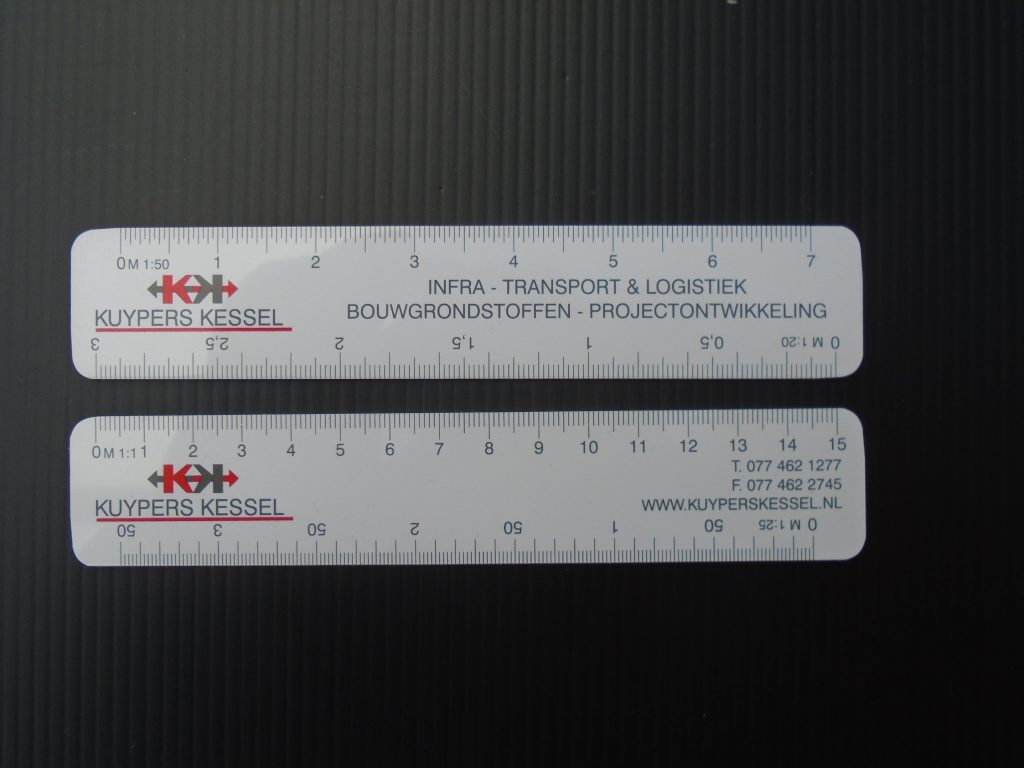 0 M 1:50 1 2 3 4 5 6 7
KK
INFRA - TRANSPORT & LOGISTIEK
KUYPERS KESSEL
BOUWGRONDSTOFFEN - PROJECTONTWIKKELING
3 2,5 2 1,5 1 0,5 0 M 1:20
0 M 1:1 1 2 3 4 5 6 7 8 9 10 11 12 13 14 15
KK
KUYPERS KESSEL
T. 077 462 1277
F. 077 462 2745
WWW.KUYPERSKESSEL.NL
50 3 50 2 50 1 50 0 M 1:25